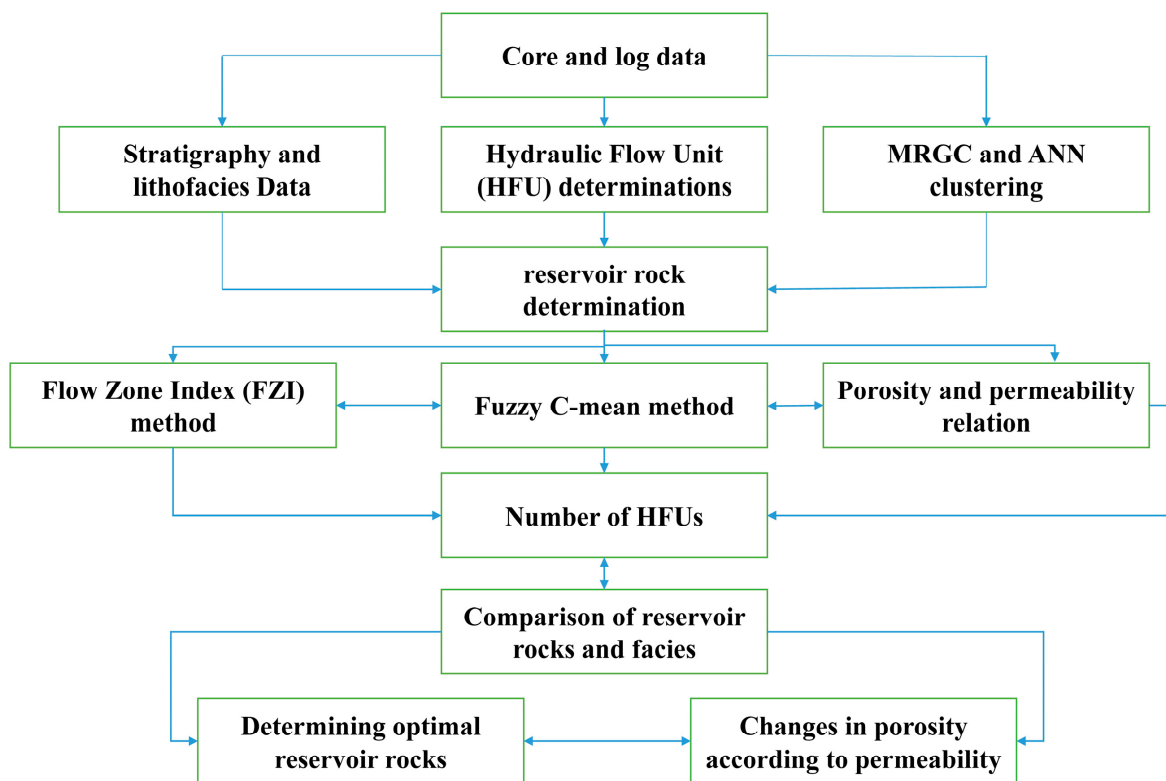 Core and log data
Stratigraphy and
lithofacies Data
Hydraulic Flow Unit
(HFU) determinations
MRGC and ANN
clustering
reservoir rock
determination
Flow Zone Index (FZI)
method
Fuzzy C-mean method
Porosity and permeability
relation
Number of HFUs
Comparison of reservoir
rocks and facies
Determining optimal
reservoir rocks
Changes in porosity
according to permeability